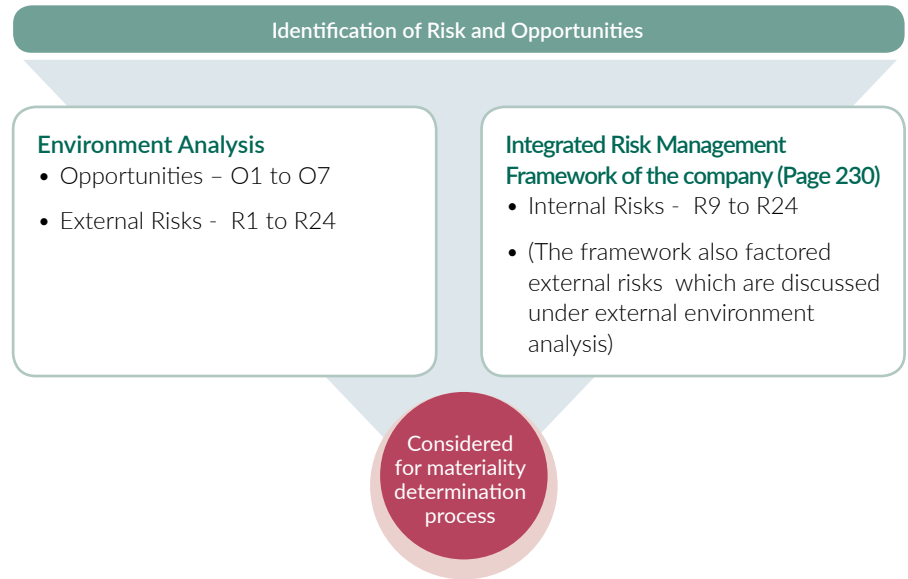 Identification of Risk and Opportunities
Environment Analysis
• Opportunities – O1 to O7
• External Risks - R1 to R24
Integrated Risk Management
Framework of the company (Page 230)
• Internal Risks - R9 to R24
• (The framework also factored
external risks which are discussed
under external environment
analysis)
Considered
for materiality
determination
process